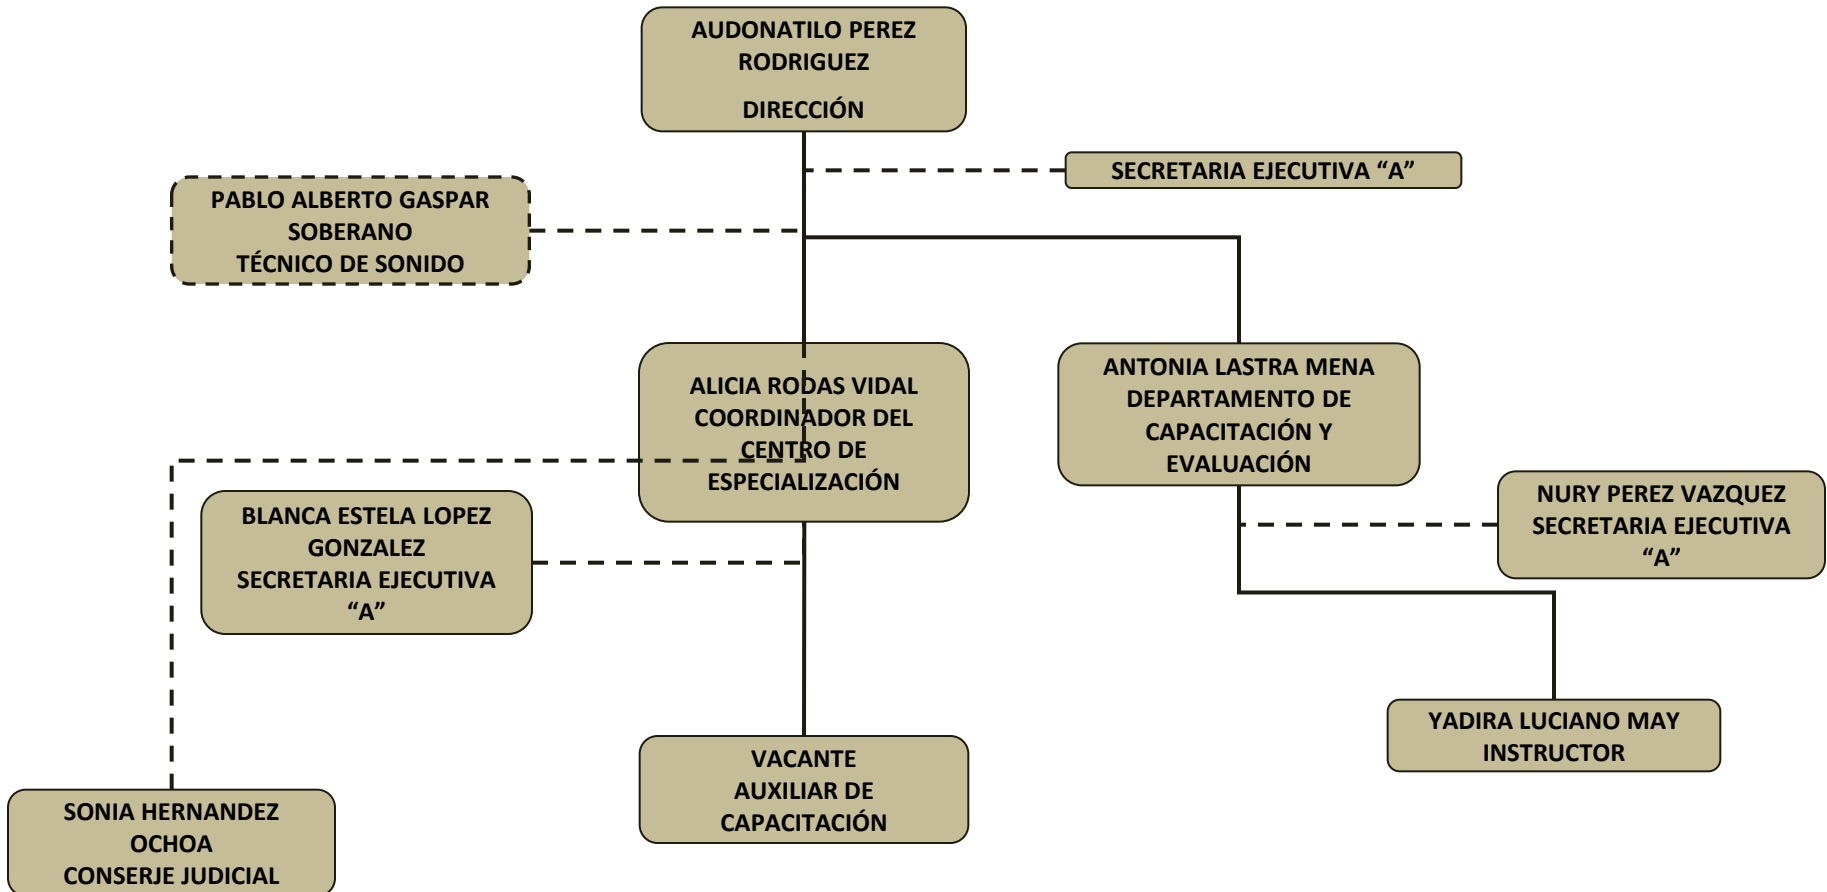 AUDONATILO PEREZ
RODRIGUEZ
DIRECCIÓN
SECRETARIA EJECUTIVA “A”
PABLO ALBERTO GASPAR
SOBERANO
TÉCNICO DE SONIDO
ALICIA RODAS VIDAL
COORDINADOR DEL
CENTRO DE
ESPECIALIZACIÓN
ANTONIA LASTRA MENA
DEPARTAMENTO DE
CAPACITACIÓN Y
EVALUACIÓN
BLANCA ESTELA LOPEZ
GONZALEZ
SECRETARIA EJECUTIVA
“A”
NURY PEREZ VAZQUEZ
SECRETARIA EJECUTIVA
“A”
YADIRA LUCIANO MAY
INSTRUCTOR
VACANTE
AUXILIAR DE
CAPACITACIÓN
SONIA HERNANDEZ
OCHOA
CONSERJE JUDICIAL